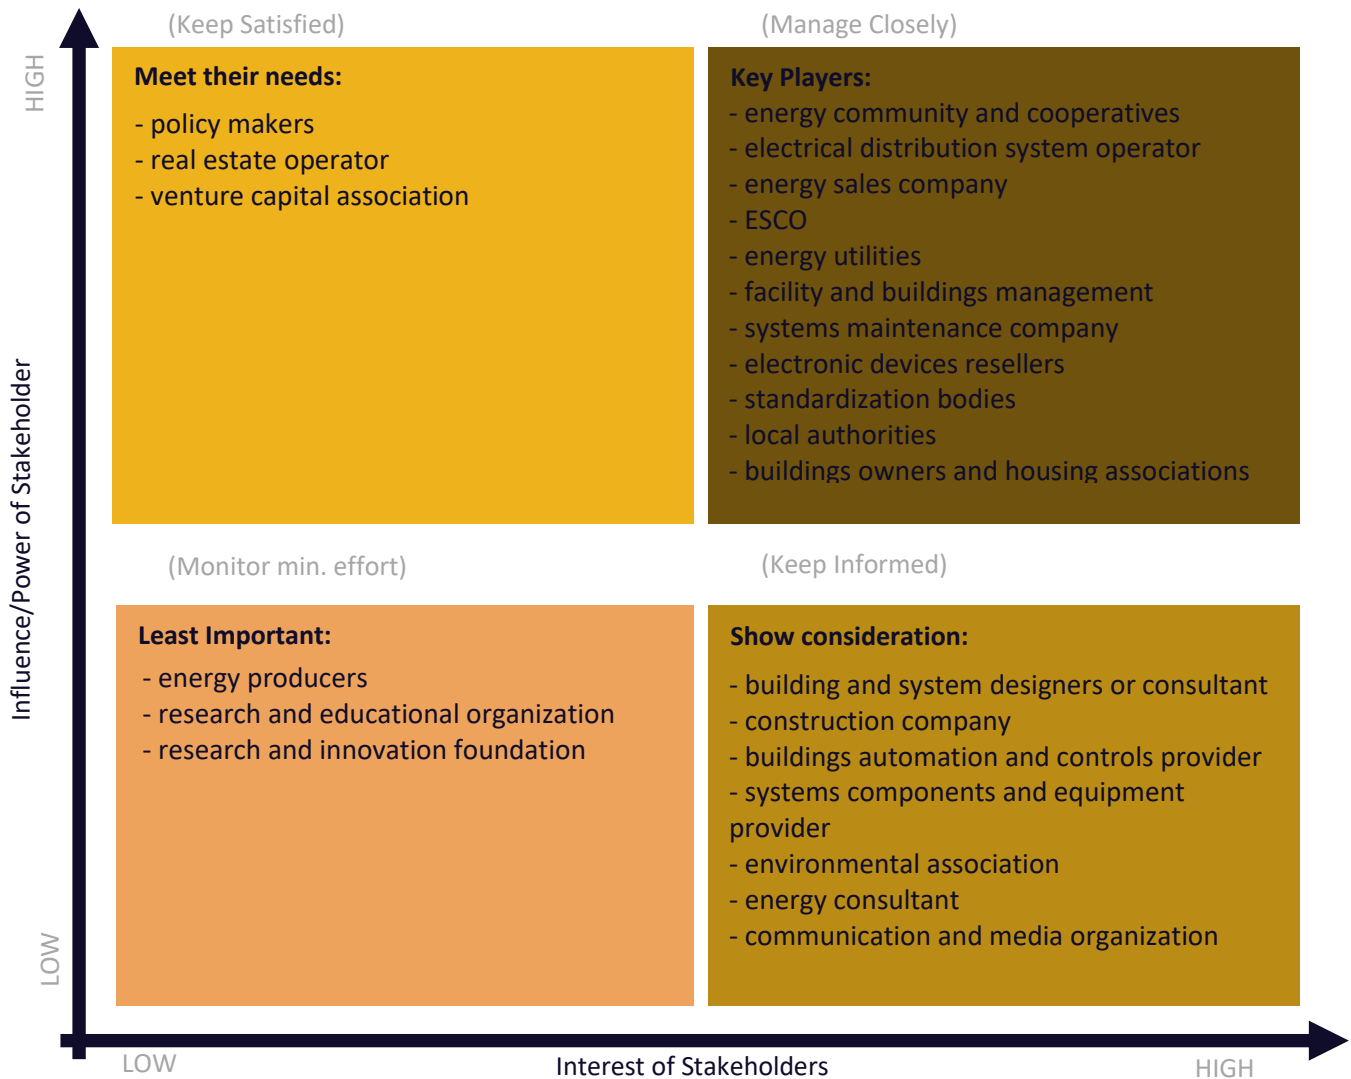 (Keep Satisfied)
(Manage Closely)
HIGH
Meet their needs:
- policy makers
- real estate operator
- venture capital association
Key Players:
- energy community and cooperatives
- electrical distribution system operator
- energy sales company
- ESCO
- energy utilities
- facility and buildings management
- systems maintenance company
- electronic devices resellers
- standardization bodies
- local authorities
- buildings owners and housing associations
Influence/Power of Stakeholder
(Monitor min. effort)
(Keep Informed)
Least Important:
- energy producers
- research and educational organization
- research and innovation foundation
Show consideration:
- building and system designers or consultant
- construction company
- buildings automation and controls provider
- systems components and equipment
provider
- environmental association
- energy consultant
- communication and media organization
LOW
LOW
Interest of Stakeholders
HIGH